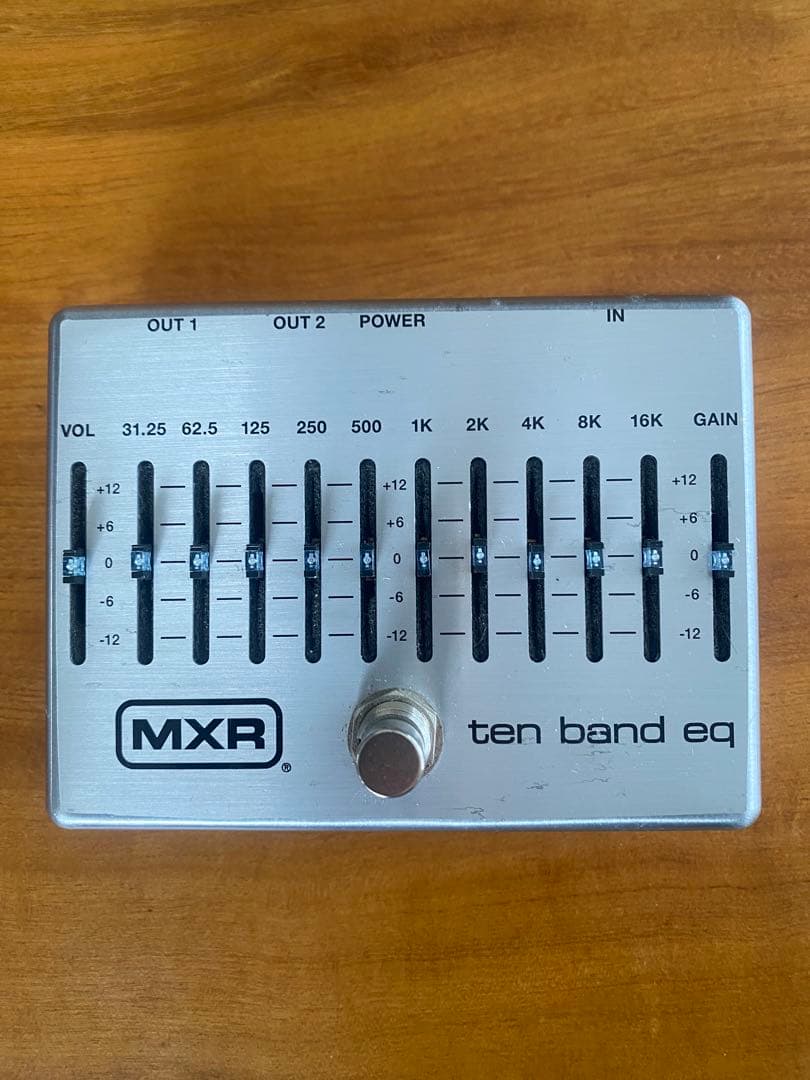 OUT 1 OUT 2 POWER IN
VOL 31.25 62.5 125 250 500 1K 2K 4K 8K 16K GAIN
+12 +12 +12
+6 +6 +6
0 0 0
-6 -6 -6
-12 -12 -12
MXR® ten band eq